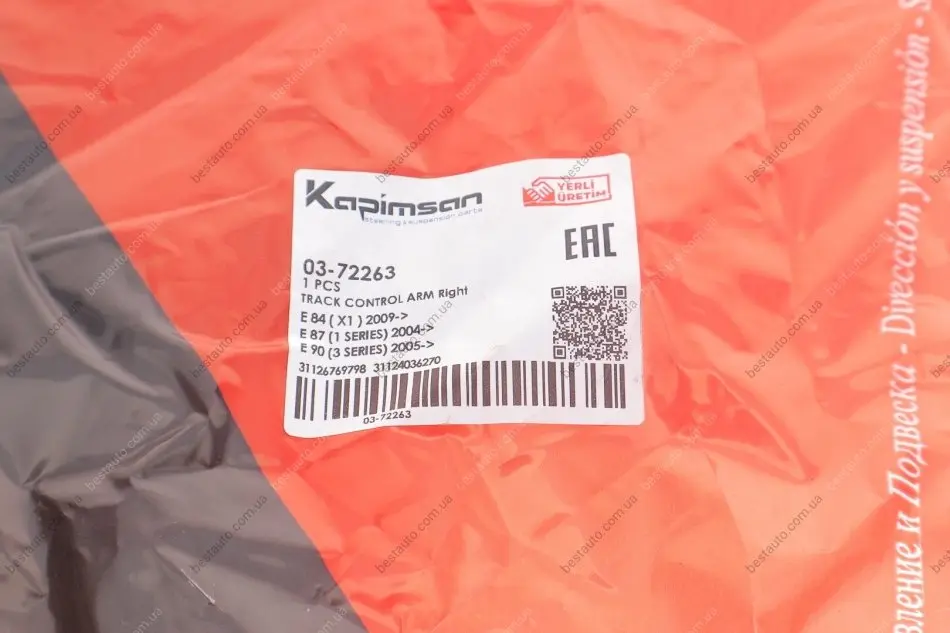 Kapimsan
steering & suspension parts
YERLİ
ÜRETİM
EAC
03-72263
1 PCS
TRACK CONTROL ARM Right
E 84 ( X1 ) 2009->
E 87 (1 SERIES) 2004->
E 90 (3 SERIES) 2005->
31126769798 31124036270
03-72263
вление и Подвеска - Dirección y suspensión - S
bestauto.com.ua